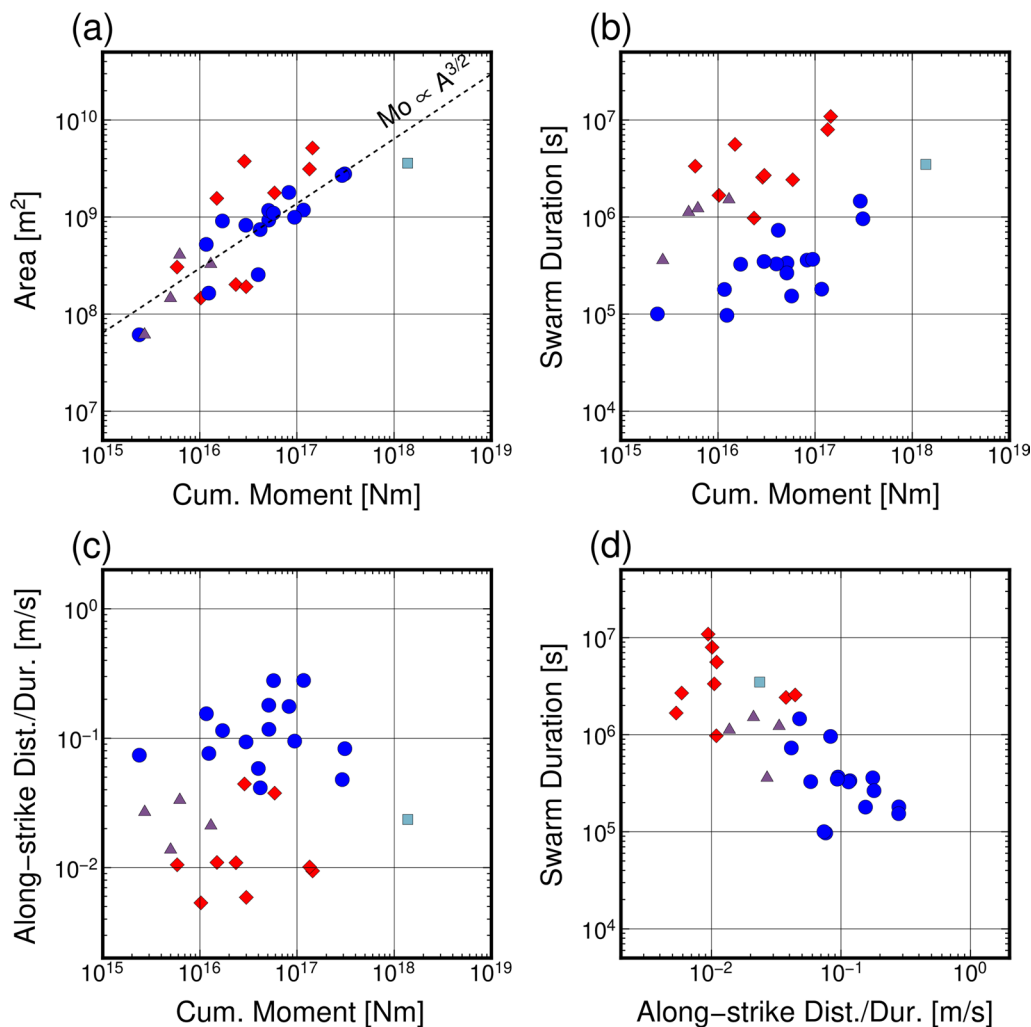 (a)
Mo ∝ A^3/2
10^10
10^9
10^8
10^7
Area [m^2]
10^15 10^16 10^17 10^18 10^19
Cum. Moment [Nm]
(b)
10^7
10^6
10^5
10^4
Swarm Duration [s]
10^15 10^16 10^17 10^18 10^19
Cum. Moment [Nm]
(c)
10^0
10^−1
10^−2
Along−strike Dist./Dur. [m/s]
10^15 10^16 10^17 10^18 10^19
Cum. Moment [Nm]
(d)
10^7
10^6
10^5
10^4
Swarm Duration [s]
10^−2 10^−1 10^0
Along−strike Dist./Dur. [m/s]